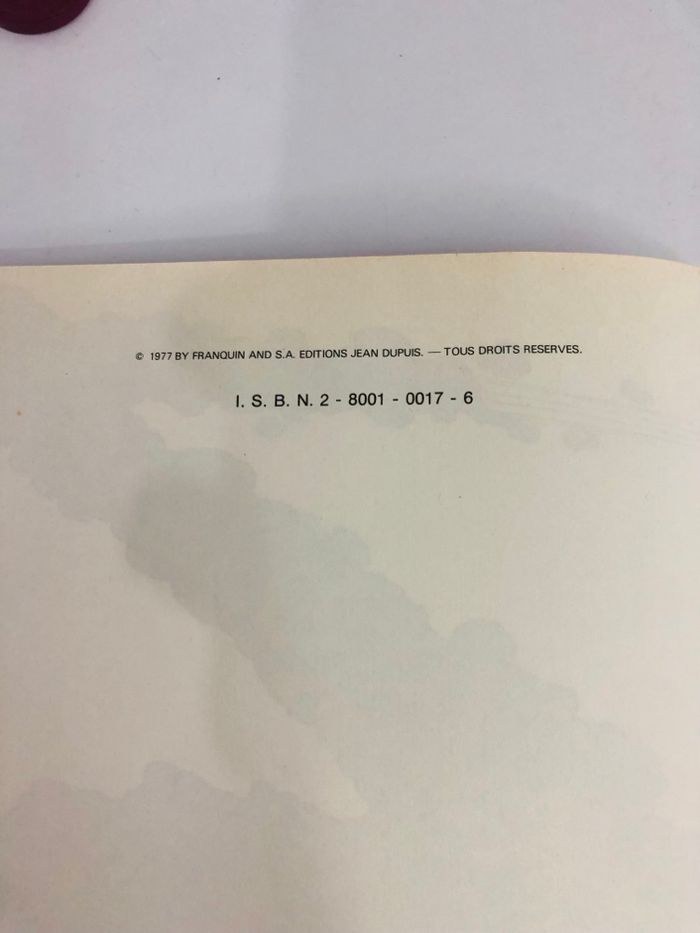 © 1977 BY FRANQUIN AND S.A. EDITIONS JEAN DUPUIS. — TOUS DROITS RESERVES.
I. S. B. N. 2 - 8001 - 0017 - 6